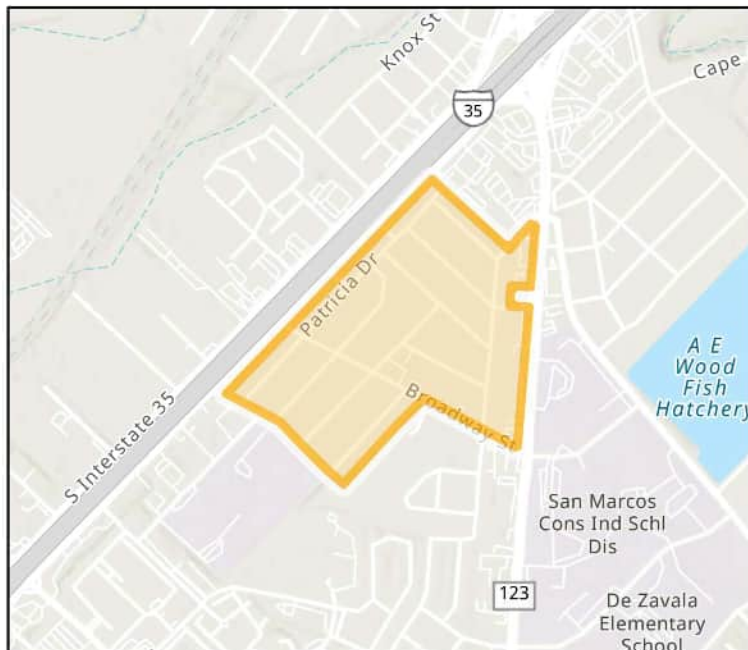 Knox St
Cape
35
Patricia Dr
A E
Wood
Fish
Hatchery
Broadway St
S Interstate 35
San Marcos
Cons Ind Schl
Dis
123
De Zavala
Elementary
School